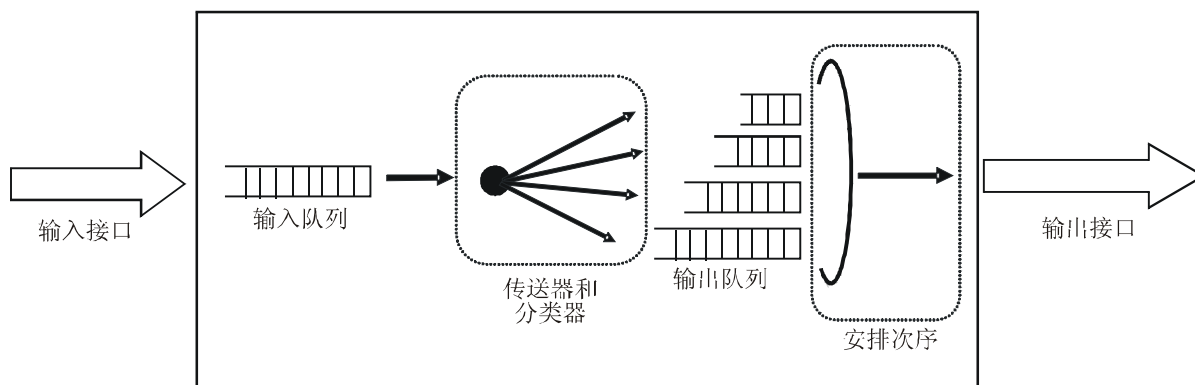 输入接口
输入队列
传送器和
分类器
输出队列
安排次序
输出接口